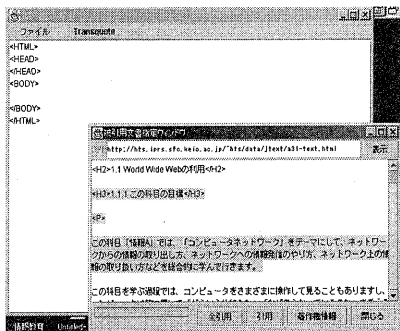 ファイル Transquote
<HTML>
<HEAD>
</HEAD>
<BODY>
</BODY>
</HTML>
被引用文書指定ウィンドウ
http://hts.iprs.sfc.keio.ac.jp/~hts/data/jtext/a31-text.html 表示
<H2>1.1 World Wide Webの利用</H2>
<H3>1.1.1 この科目の目標</H3>
<P>
この科目「情報A」では、「コンピュータネットワーク」をテーマにして、ネットワー
クからの情報の取り出し方、ネットワークへの情報発信のやり方、ネットワーク上の情
報の取り扱い方などを総合的に学んで行きます。
この科目を学ぶ過程では、コンピュータをさまざまに操作して見ることもありますし、
全引用 引用 著作権情報 閉じる
情報教育